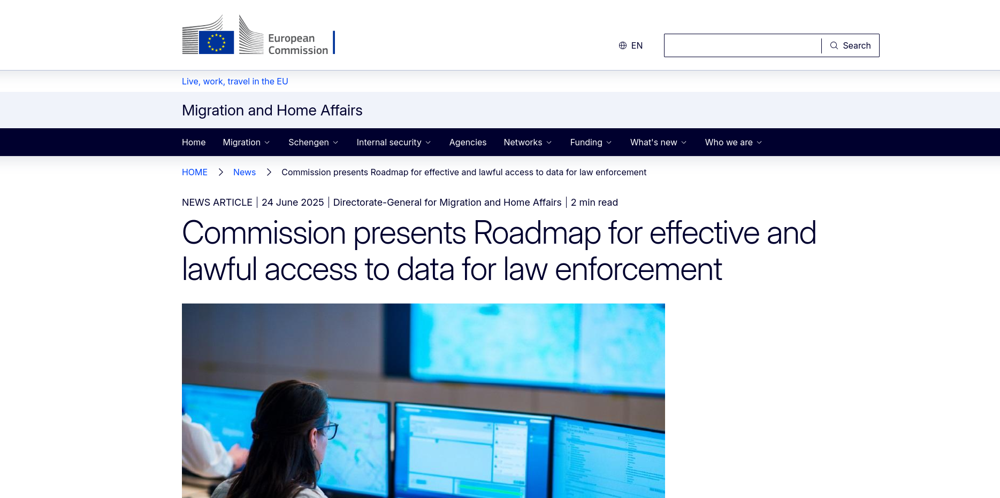 European
Commission
EN
Search
Live, work, travel in the EU
Migration and Home Affairs
Home Migration Schengen Internal security Agencies Networks Funding What's new Who we are
HOME News Commission presents Roadmap for effective and lawful access to data for law enforcement
NEWS ARTICLE 24 June 2025 Directorate-General for Migration and Home Affairs 2 min read
Commission presents Roadmap for effective and
lawful access to data for law enforcement